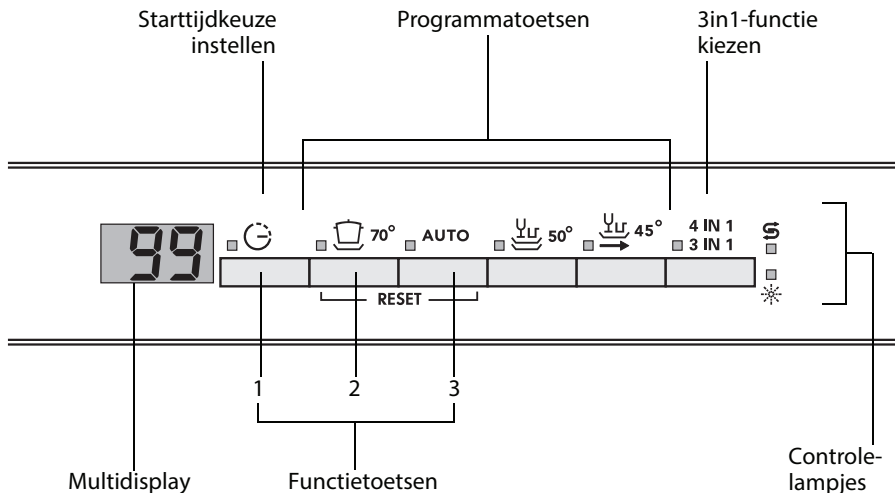 Starttijdkeuze
instellen
Programmatoetsen
3in1-functie
kiezen
99
70°
AUTO
50°
45°
4 IN 1
3 IN 1
RESET
1 2 3
Multidisplay
Functietoetsen
Controle-
lampjes